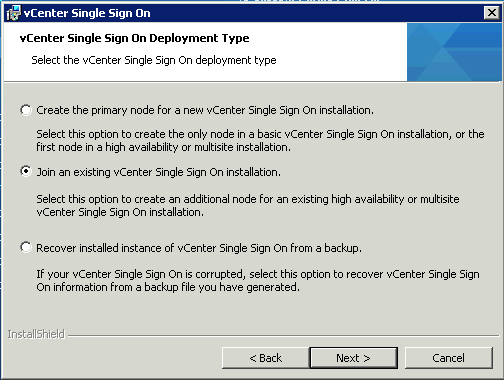 vCenter Single Sign On
vCenter Single Sign On Deployment Type
Select the vCenter Single Sign On deployment type
Create the primary node for a new vCenter Single Sign On installation.
Select this option to create the only node in a basic vCenter Single Sign On installation, or the
first node in a high availability or multisite installation.
Join an existing vCenter Single Sign On installation.
Select this option to create an additional node for an existing high availability or multisite
vCenter Single Sign On installation.
Recover installed instance of vCenter Single Sign On from a backup.
If your vCenter Single Sign On is corrupted, select this option to recover vCenter Single Sign
On information from a backup file you have generated.
InstallShield
< Back
Next >
Cancel